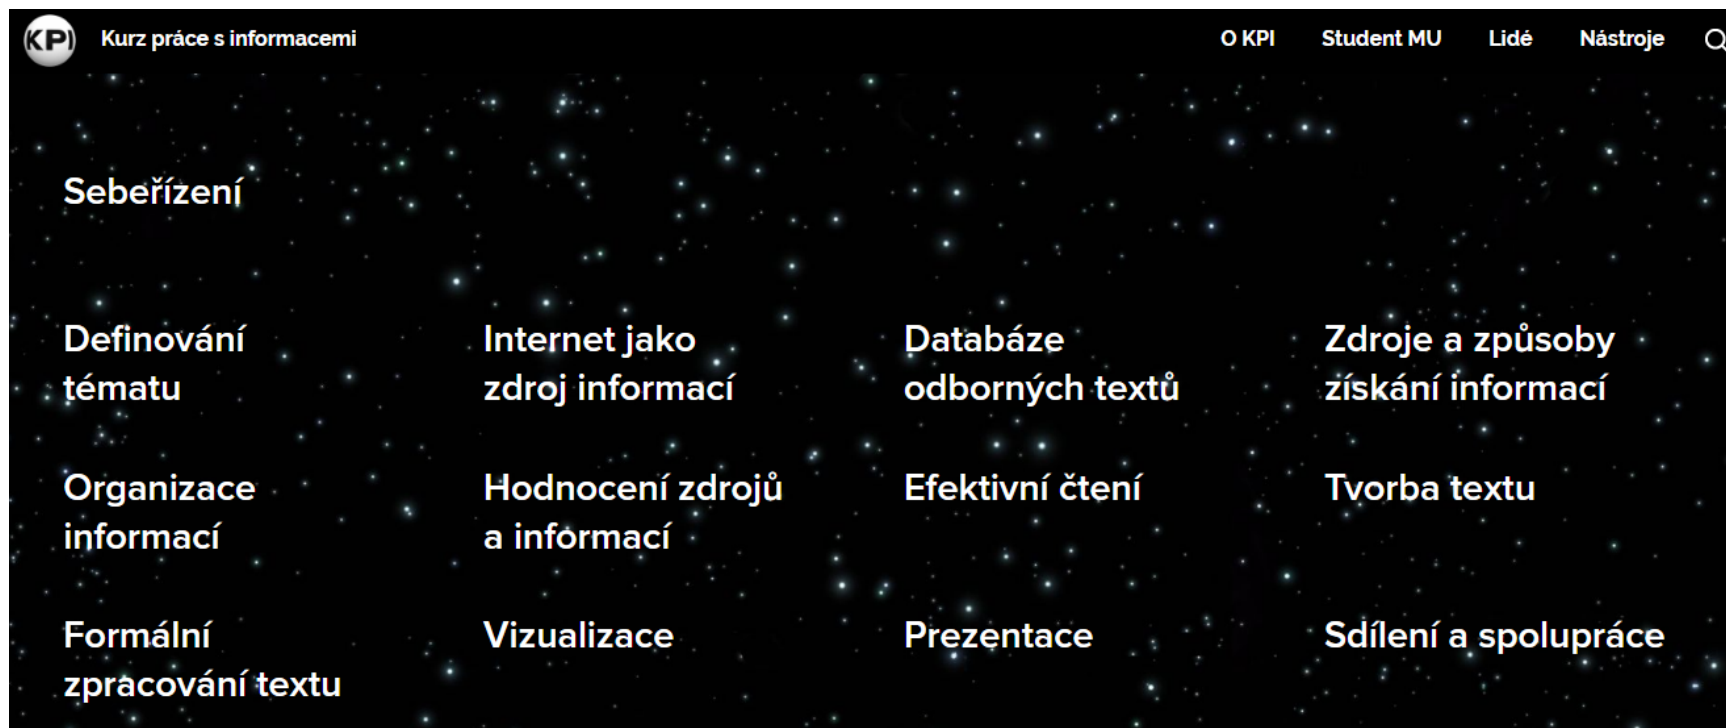 KPI Kurz práce s informacemi O KPI Student MU Lidé Nástroje
Sebeřízení
Definování
tématu
Internet jako
zdroj informací
Databáze
odborných textů
Zdroje a způsoby
získání informací
Organizace
informací
Hodnocení zdrojů
a informací
Efektivní čtení
Tvorba textu
Formální
zpracování textu
Vizualizace
Prezentace
Sdílení a spolupráce